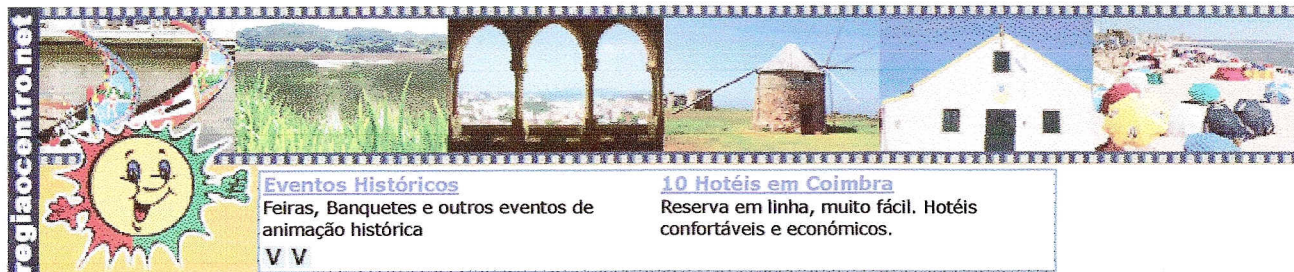 regiaocentro.net
Eventos Históricos
Feiras, Banquetes e outros eventos de
animação histórica
V V
10 Hotéis em Coimbra
Reserva em linha, muito fácil. Hotéis
confortáveis e económicos.